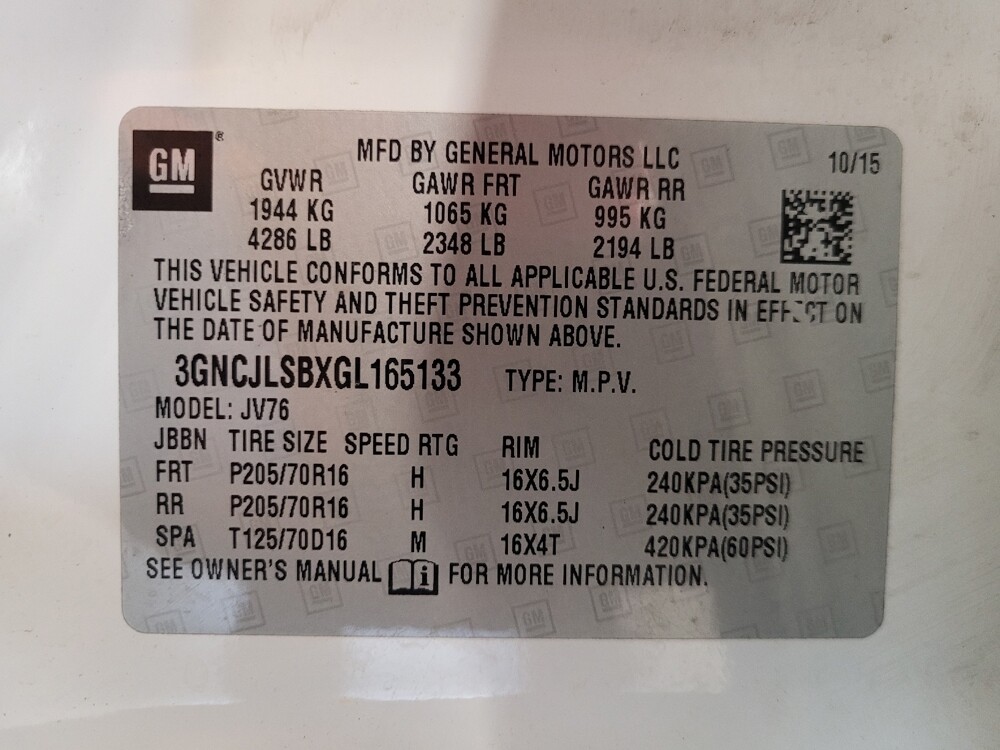 GM
MFD BY GENERAL MOTORS LLC 10/15
GVWR GAWR FRT GAWR RR
1944 KG 1065 KG 995 KG
4286 LB 2348 LB 2194 LB
THIS VEHICLE CONFORMS TO ALL APPLICABLE U.S. FEDERAL MOTOR
VEHICLE SAFETY AND THEFT PREVENTION STANDARDS IN EFFECT ON
THE DATE OF MANUFACTURE SHOWN ABOVE.
3GNCJLSBXGL165133 TYPE: M.P.V.
MODEL: JV76
JBBN TIRE SIZE SPEED RTG RIM COLD TIRE PRESSURE
FRT P205/70R16 H 16X6.5J 240KPA(35PSI)
RR P205/70R16 H 16X6.5J 240KPA(35PSI)
SPA T125/70D16 M 16X4T 420KPA(60PSI)
SEE OWNER'S MANUAL i FOR MORE INFORMATION.